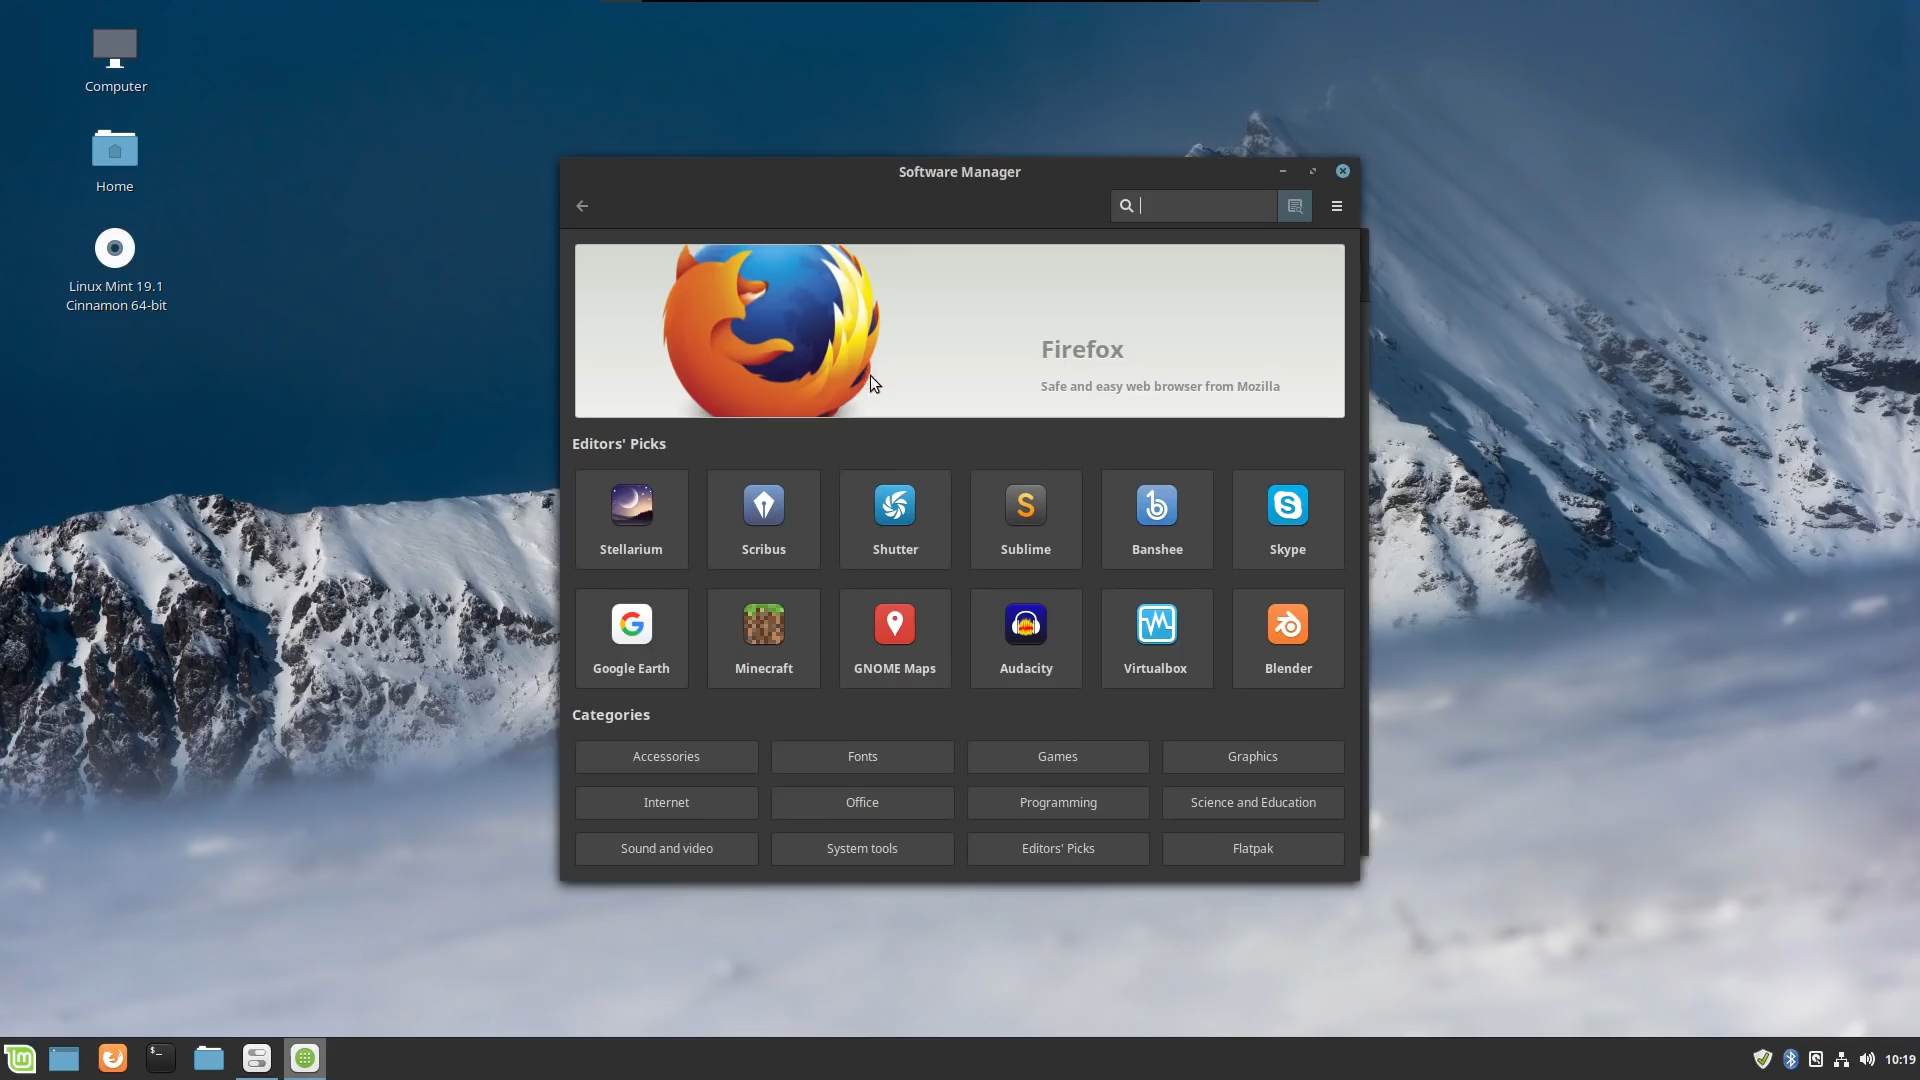 Computer
Home
Linux Mint 19.1
Cinnamon 64-bit
Software Manager
Firefox
Safe and easy web browser from Mozilla
Editors' Picks
Stellarium
Scribus
Shutter
Sublime
Banshee
Skype
Google Earth
Minecraft
GNOME Maps
Audacity
Virtualbox
Blender
Categories
Accessories
Fonts
Games
Graphics
Internet
Office
Programming
Science and Education
Sound and video
System tools
Editors' Picks
Flatpak
10:19